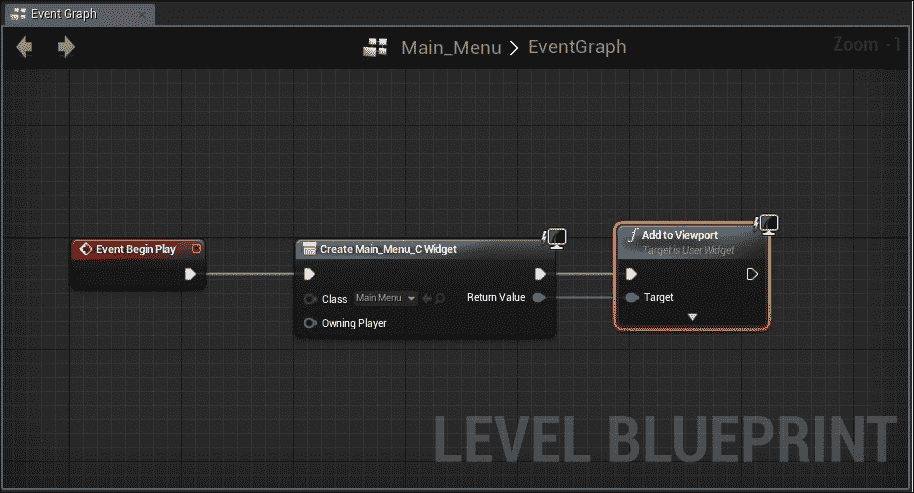 Event Graph
Main_Menu > EventGraph
Zoom -1
Event Begin Play
Create Main_Menu_C Widget
Class Main Menu
Return Value
Owning Player
Add to Viewport
Target is User Widget
Target
LEVEL BLUEPRINT